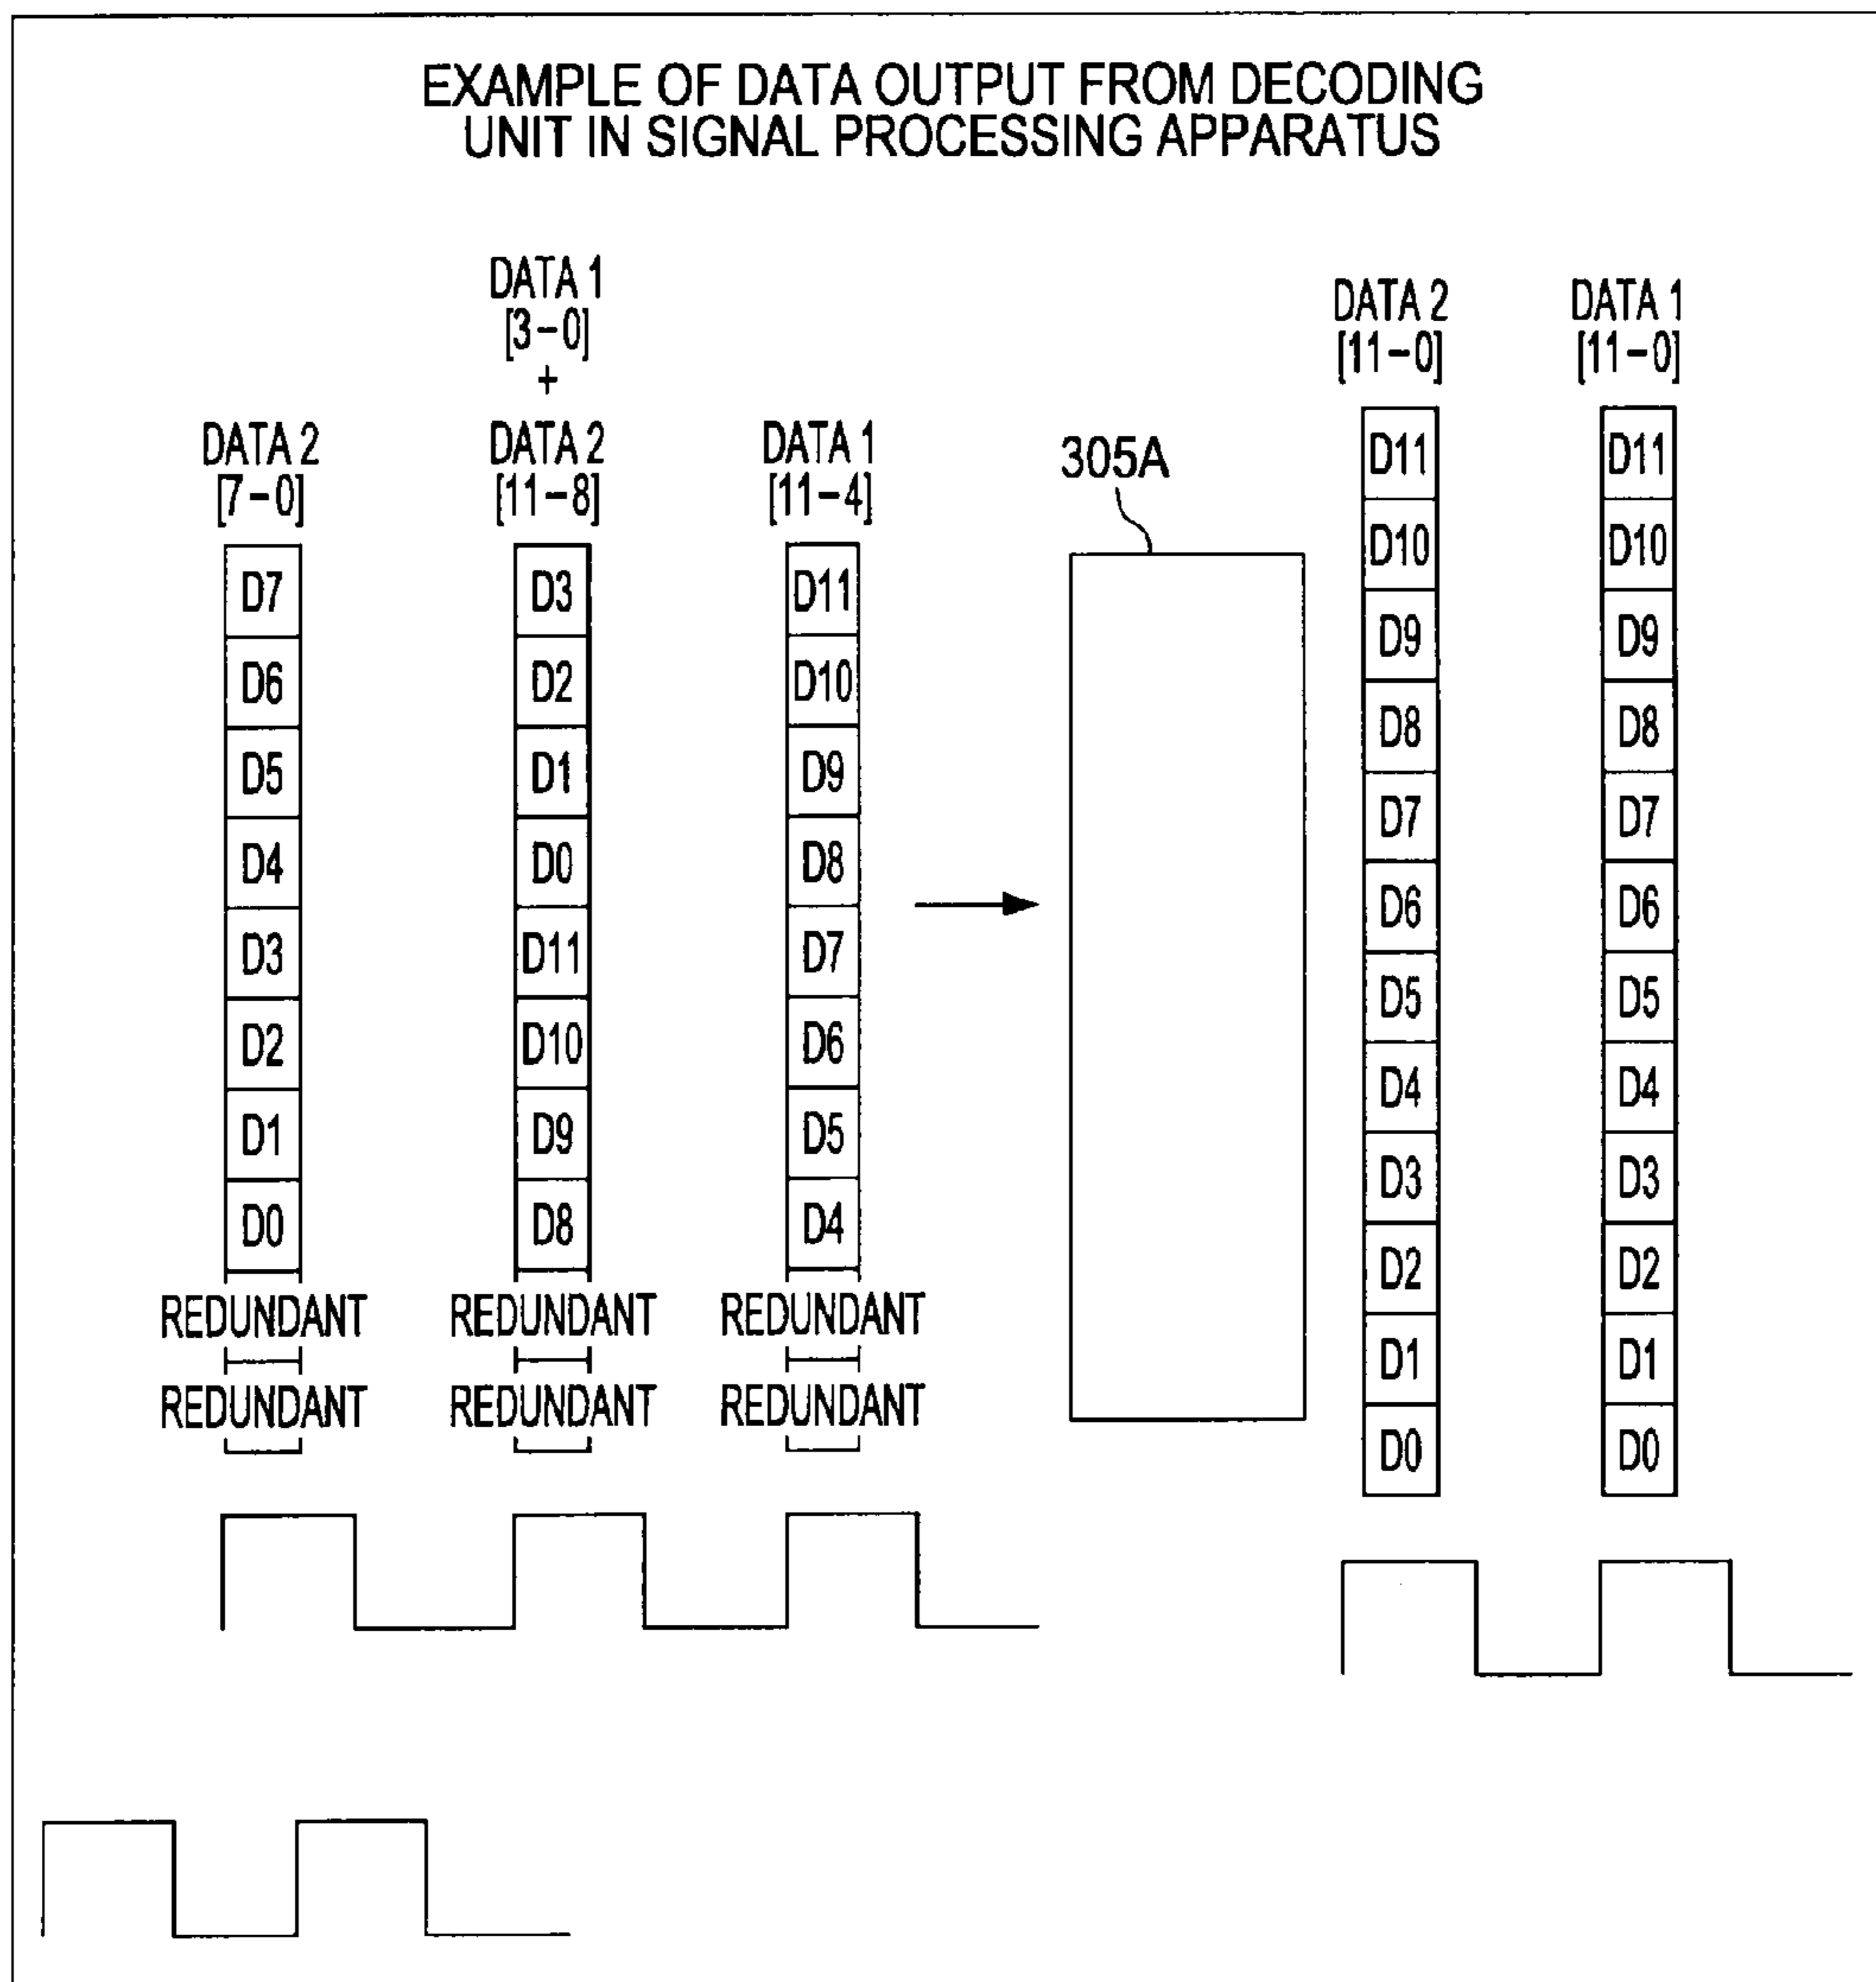 EXAMPLE OF DATA OUTPUT FROM DECODING
UNIT IN SIGNAL PROCESSING APPARATUS
DATA 2
[7-0]
D7
D6
D5
D4
D3
D2
D1
D0
REDUNDANT
REDUNDANT
DATA 1
[3-0]
+
DATA 2
[11-8]
D3
D2
D1
D0
D11
D10
D9
D8
REDUNDANT
REDUNDANT
DATA 1
[11-4]
D11
D10
D9
D8
D7
D6
D5
D4
REDUNDANT
REDUNDANT
305A
DATA 2
[11-0]
D11
D10
D9
D8
D7
D6
D5
D4
D3
D2
D1
D0
DATA 1
[11-0]
D11
D10
D9
D8
D7
D6
D5
D4
D3
D2
D1
D0